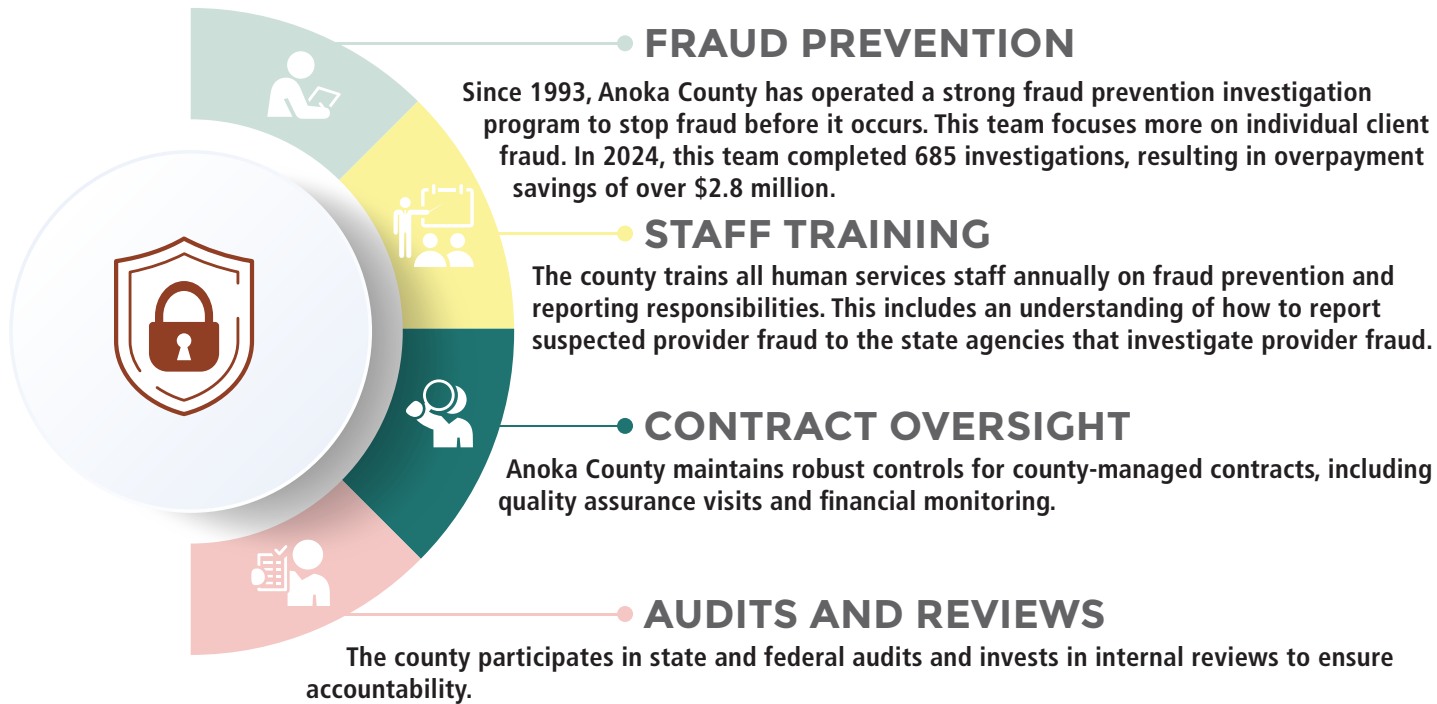 FRAUD PREVENTION
Since 1993, Anoka County has operated a strong fraud prevention investigation
program to stop fraud before it occurs. This team focuses more on individual client
fraud. In 2024, this team completed 685 investigations, resulting in overpayment
savings of over $2.8 million.
STAFF TRAINING
The county trains all human services staff annually on fraud prevention and
reporting responsibilities. This includes an understanding of how to report
suspected provider fraud to the state agencies that investigate provider fraud.
CONTRACT OVERSIGHT
Anoka County maintains robust controls for county-managed contracts, including
quality assurance visits and financial monitoring.
AUDITS AND REVIEWS
The county participates in state and federal audits and invests in internal reviews to ensure
accountability.